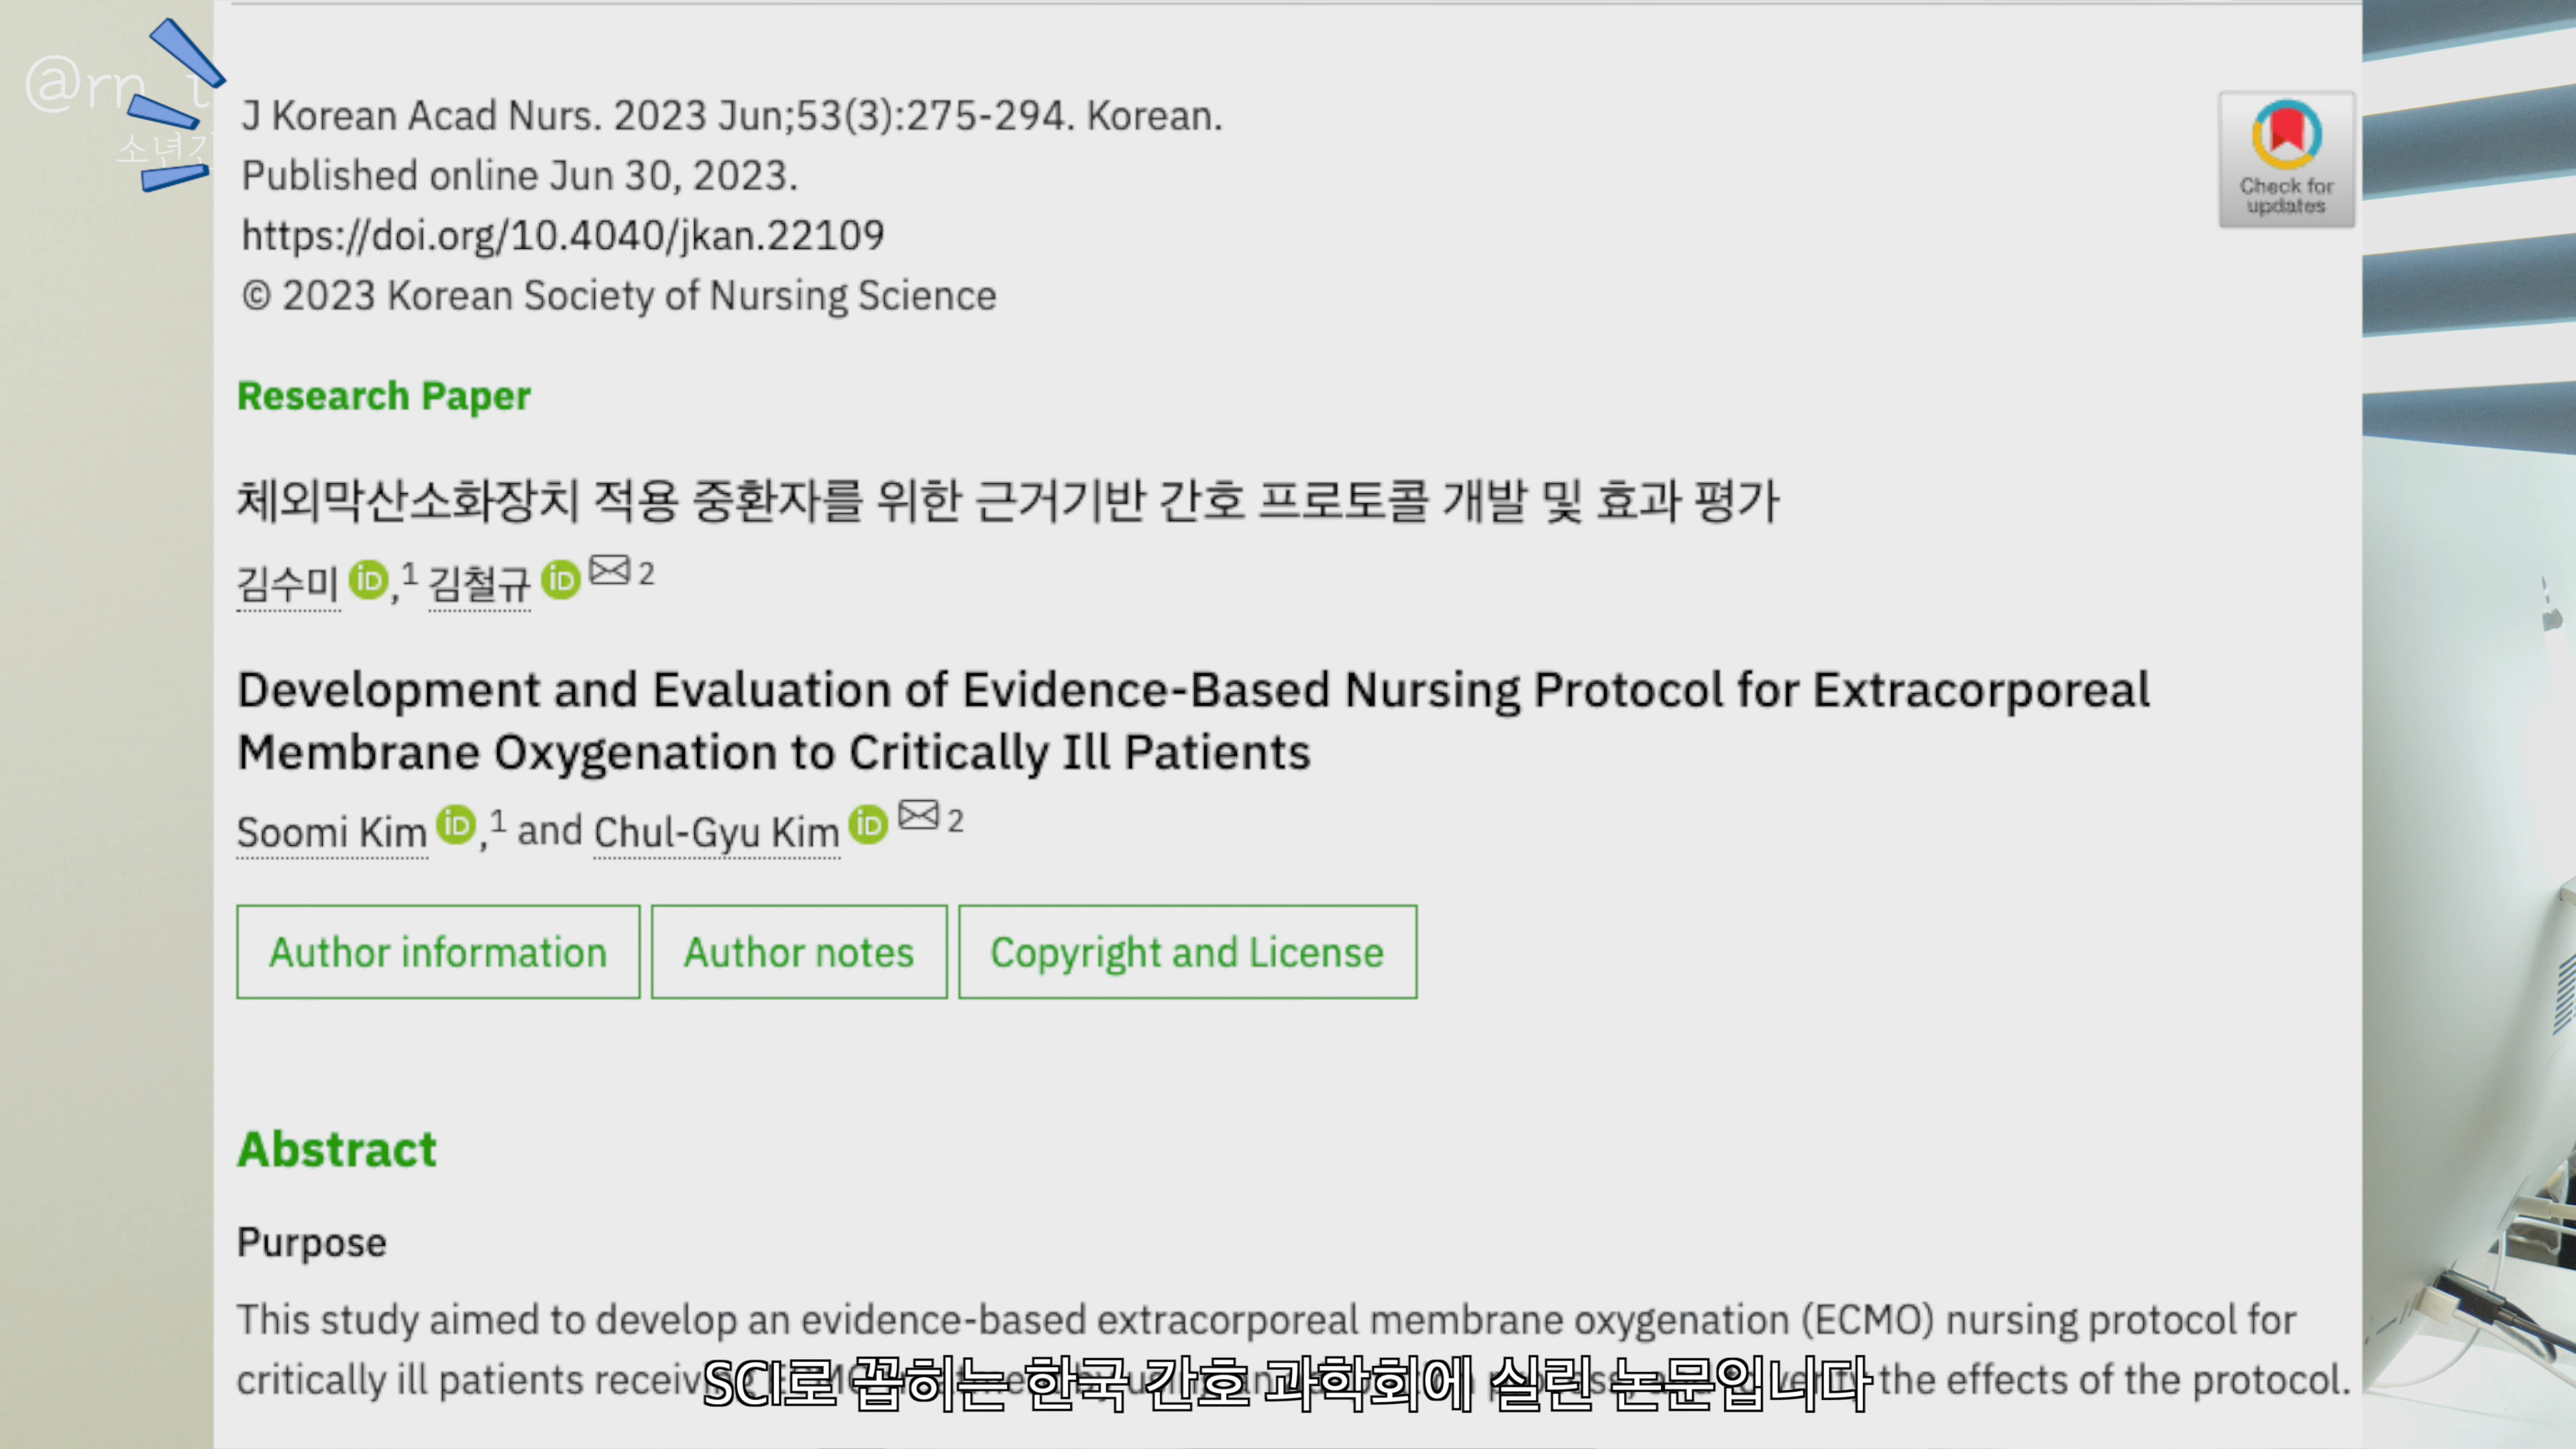 @rn_t
소년간
J Korean Acad Nurs. 2023 Jun;53(3):275-294. Korean.
Published online Jun 30, 2023.
https://doi.org/10.4040/jkan.22109
© 2023 Korean Society of Nursing Science
Check for
updates
Research Paper
체외막산소화장치 적용 중환자를 위한 근거기반 간호 프로토콜 개발 및 효과 평가
김수미 iD,1 김철규 iD 2
Development and Evaluation of Evidence-Based Nursing Protocol for Extracorporeal
Membrane Oxygenation to Critically Ill Patients
Soomi Kim iD,1 and Chul-Gyu Kim iD 2
Author information
Author notes
Copyright and License
Abstract
Purpose
This study aimed to develop an evidence-based extracorporeal membrane oxygenation (ECMO) nursing protocol for
critically ill patients the effects of the protocol.
SCI로 꼽히는 한국 간호 과학회에 실린 논문입니다